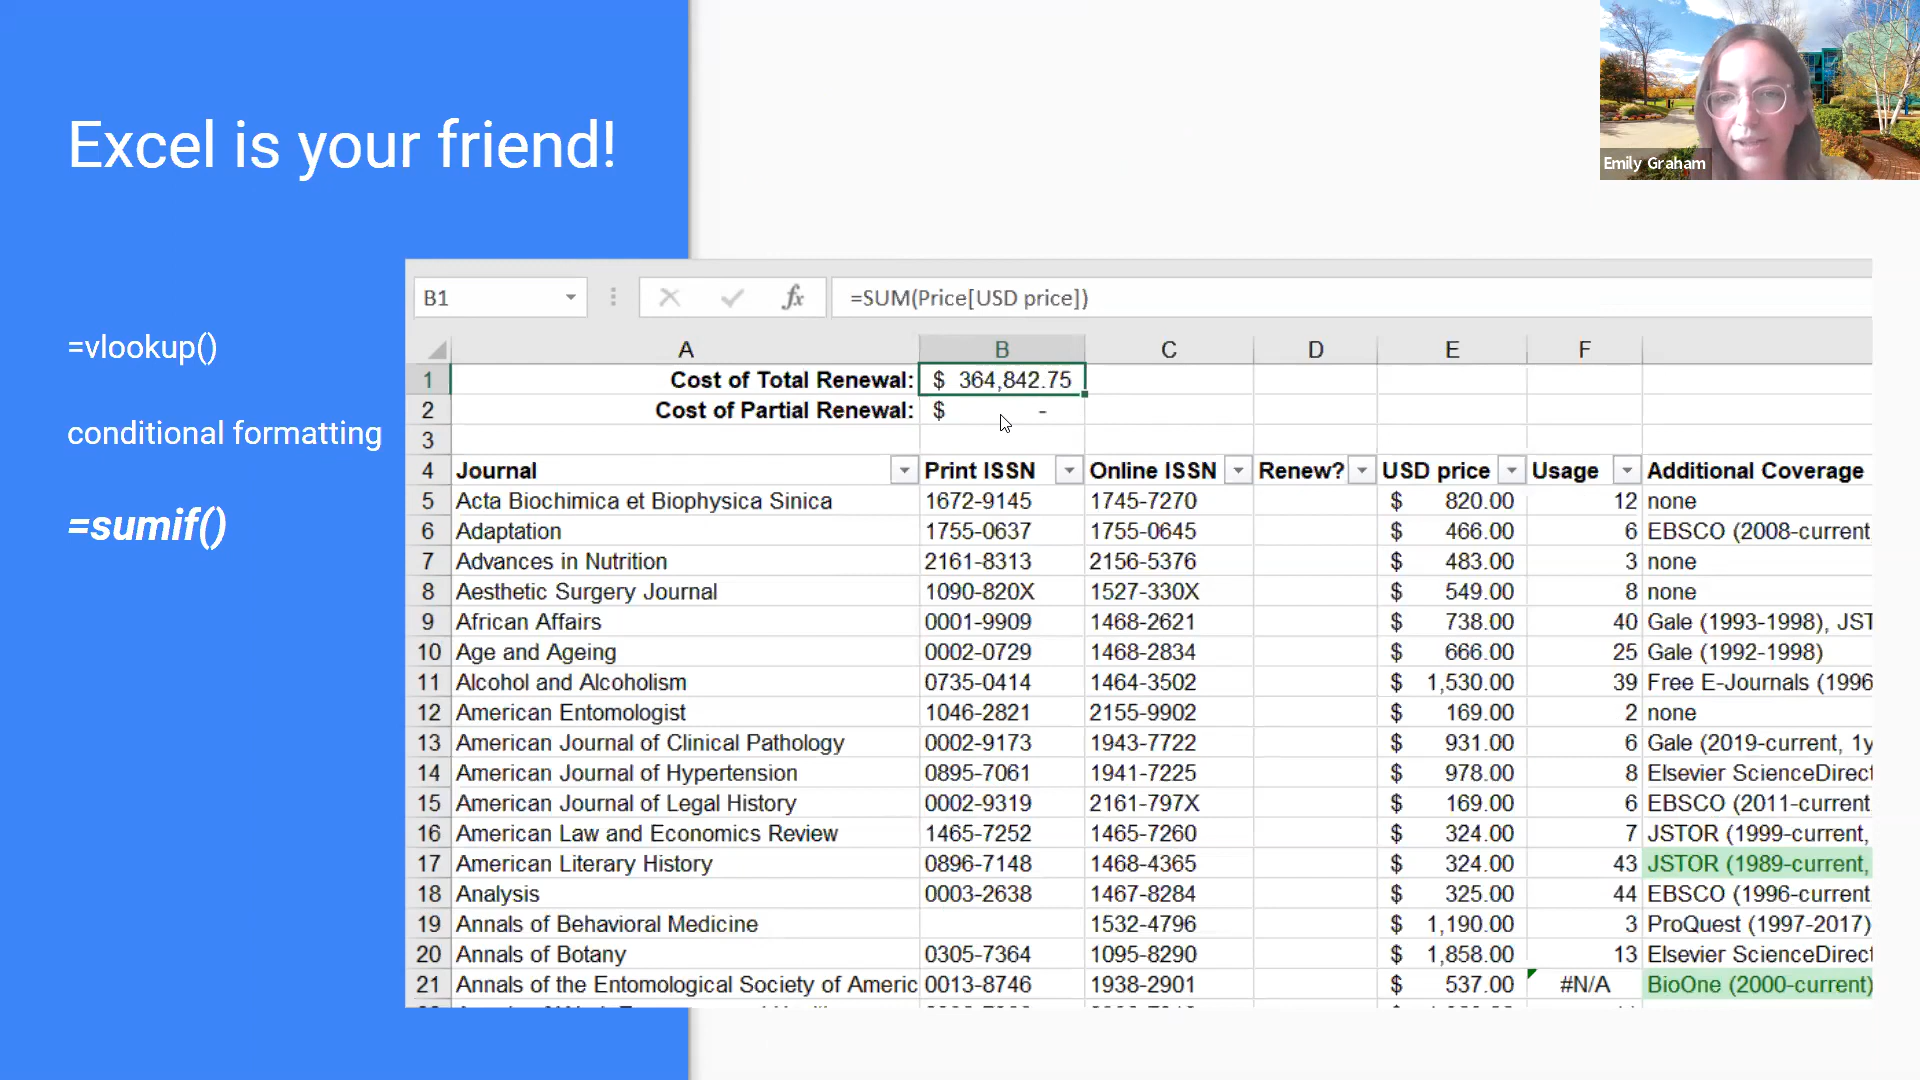 Excel is your friend!
Emily Graham
=vlookup()
conditional formatting
=sumif()
B1 fx =SUM(Price[USD price])
A B C D E F
1 Cost of Total Renewal: $ 364,842.75
2 Cost of Partial Renewal: $ -
3
4 Journal Print ISSN Online ISSN Renew? USD price Usage Additional Coverage
5 Acta Biochimica et Biophysica Sinica 1672-9145 1745-7270 $ 820.00 12 none
6 Adaptation 1755-0637 1755-0645 $ 466.00 6 EBSCO (2008-current
7 Advances in Nutrition 2161-8313 2156-5376 $ 483.00 3 none
8 Aesthetic Surgery Journal 1090-820X 1527-330X $ 549.00 8 none
9 African Affairs 0001-9909 1468-2621 $ 738.00 40 Gale (1993-1998), JST
10 Age and Ageing 0002-0729 1468-2834 $ 666.00 25 Gale (1992-1998)
11 Alcohol and Alcoholism 0735-0414 1464-3502 $ 1,530.00 39 Free E-Journals (1996
12 American Entomologist 1046-2821 2155-9902 $ 169.00 2 none
13 American Journal of Clinical Pathology 0002-9173 1943-7722 $ 931.00 6 Gale (2019-current, 1y
14 American Journal of Hypertension 0895-7061 1941-7225 $ 978.00 8 Elsevier ScienceDirect
15 American Journal of Legal History 0002-9319 2161-797X $ 169.00 6 EBSCO (2011-current
16 American Law and Economics Review 1465-7252 1465-7260 $ 324.00 7 JSTOR (1999-current,
17 American Literary History 0896-7148 1468-4365 $ 324.00 43 JSTOR (1989-current,
18 Analysis 0003-2638 1467-8284 $ 325.00 44 EBSCO (1996-current
19 Annals of Behavioral Medicine 1532-4796 $ 1,190.00 3 ProQuest (1997-2017)
20 Annals of Botany 0305-7364 1095-8290 $ 1,858.00 13 Elsevier ScienceDirect
21 Annals of the Entomological Society of Americ 0013-8746 1938-2901 $ 537.00 #N/A BioOne (2000-current)